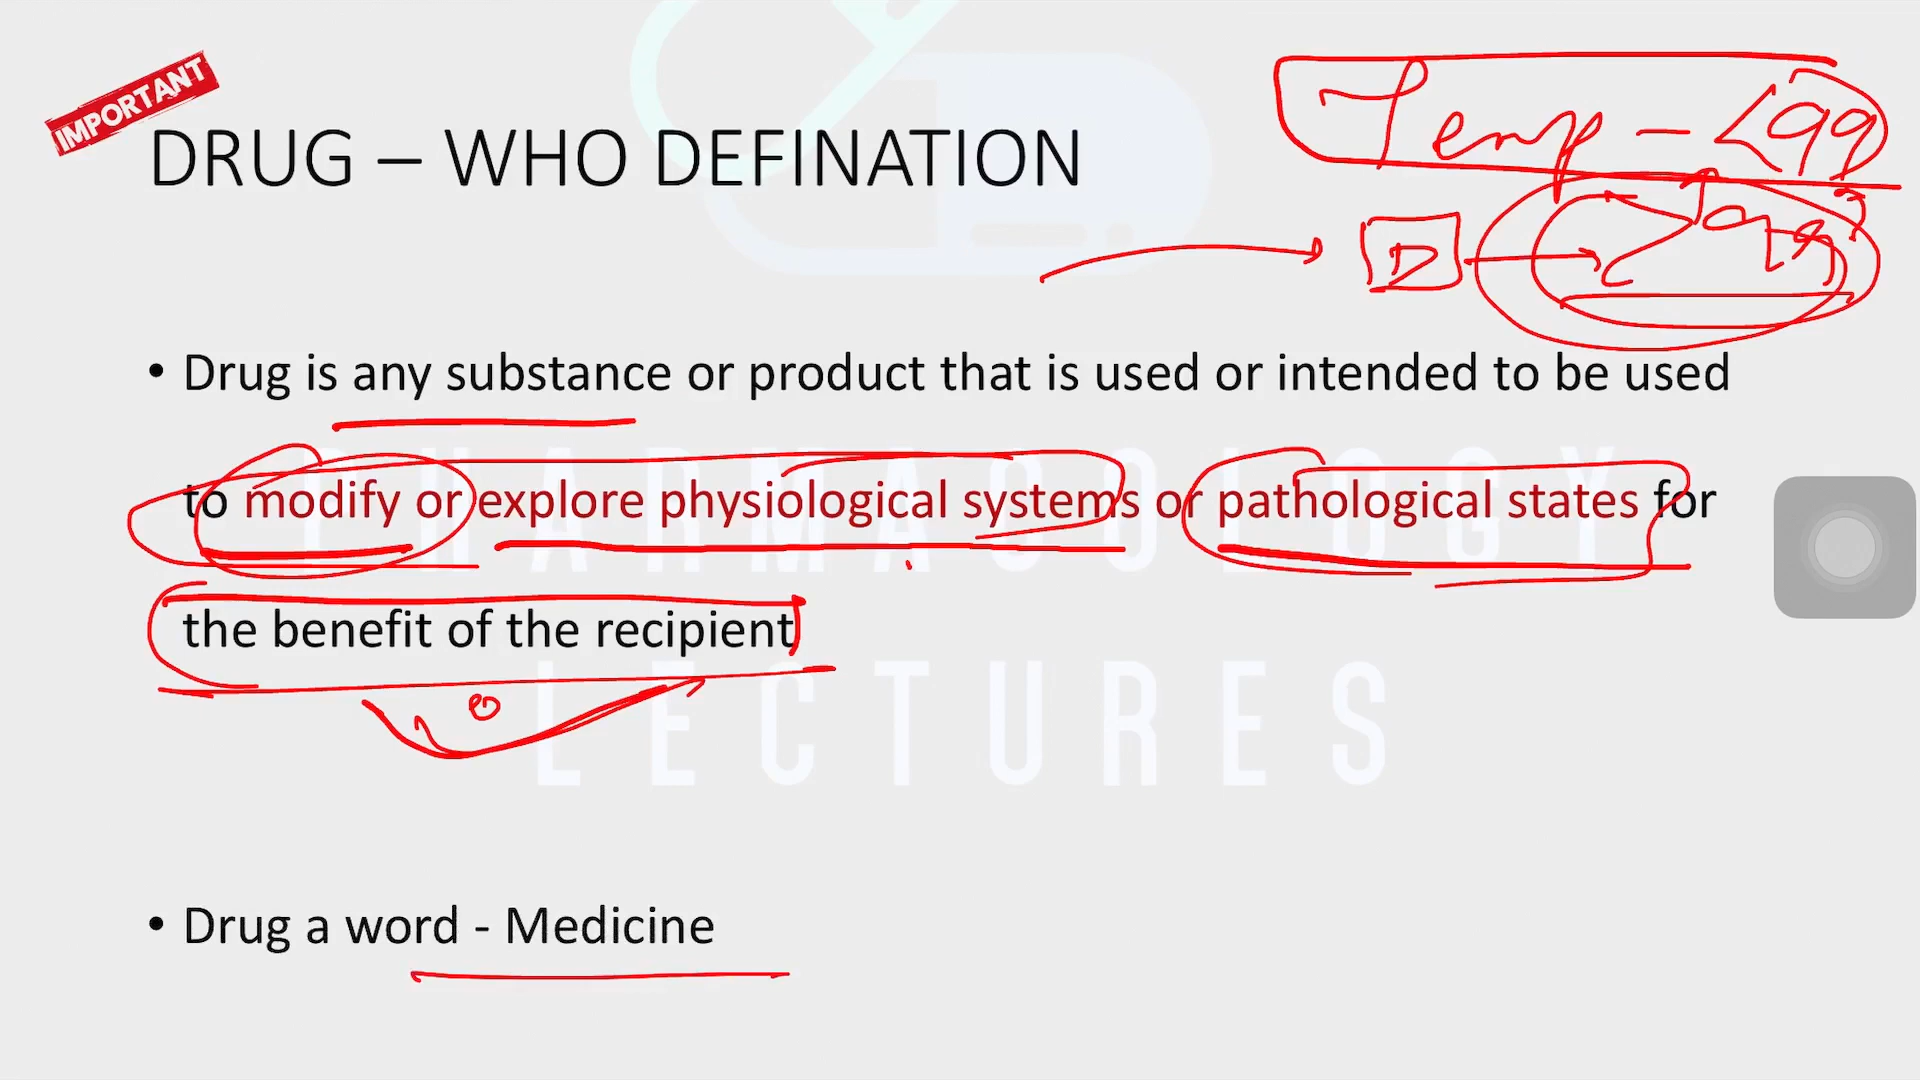 IMPORTANT
DRUG – WHO DEFINATION
Temp - <99
D
• Drug is any substance or product that is used or intended to be used
to modify or explore physiological systems or pathological states for
the benefit of the recipient
• Drug a word - Medicine
PHARMACOLOGY
LECTURES